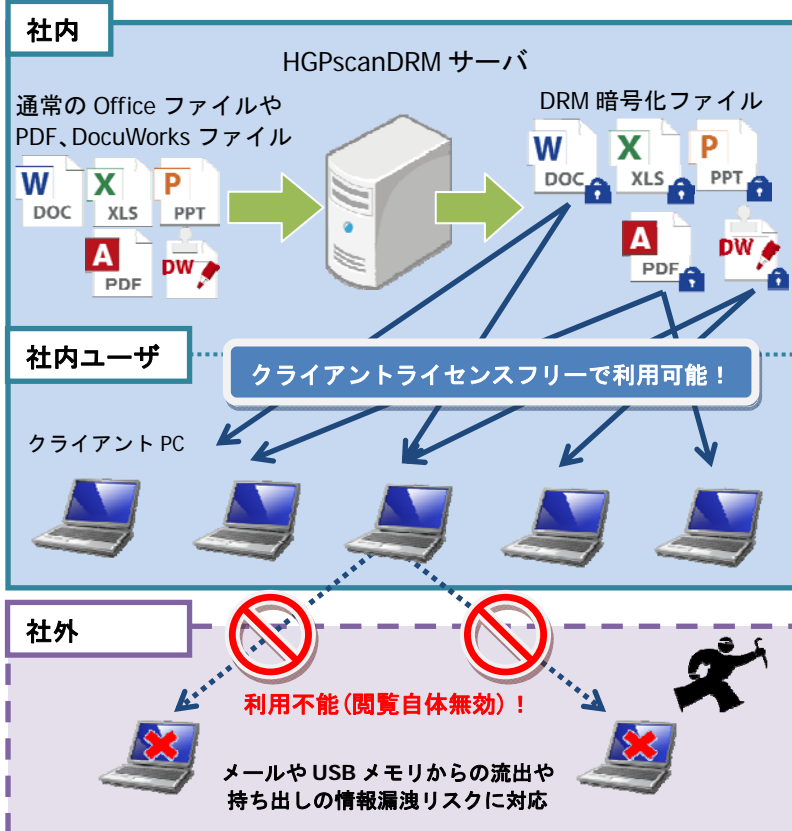 社内
HGPscanDRM サーバ
通常の Office ファイルや
PDF、DocuWorks ファイル
DRM 暗号化ファイル
W
DOC
X
XLS
P
PPT
A
PDF
DW
W
DOC
X
XLS
P
PPT
A
PDF
DW
社内ユーザ
クライアントライセンスフリーで利用可能!
クライアント PC
社外
利用不能(閲覧自体無効)!
メールや USB メモリからの流出や
持ち出しの情報漏洩リスクに対応